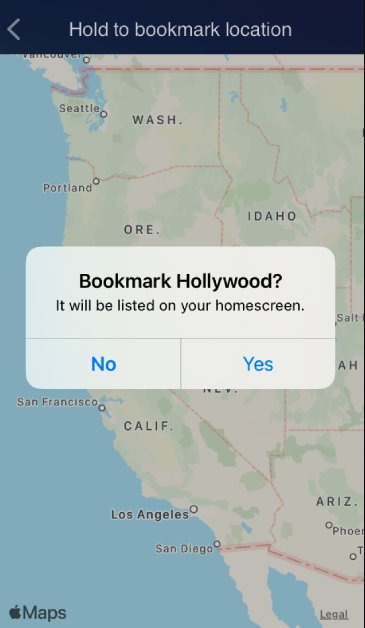 Hold to bookmark location
Vancouver
Seattle
WASH.
Portland
ORE.
IDAHO
Bookmark Hollywood?
It will be listed on your homescreen.
Salt
No
Yes
AH
NEV.
San Francisco
CALIF.
ARIZ.
Los Angeles
Phoe
San Diego
T
Maps
Legal